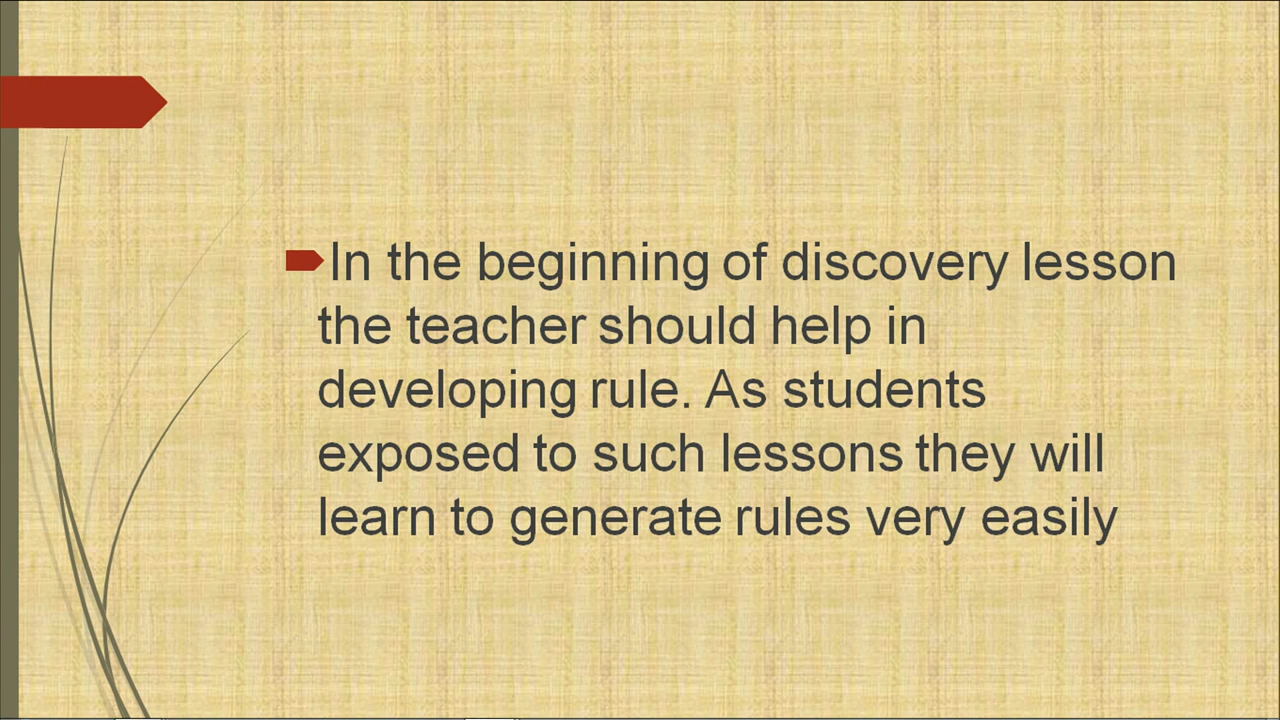 In the beginning of discovery lesson
the teacher should help in
developing rule. As students
exposed to such lessons they will
learn to generate rules very easily